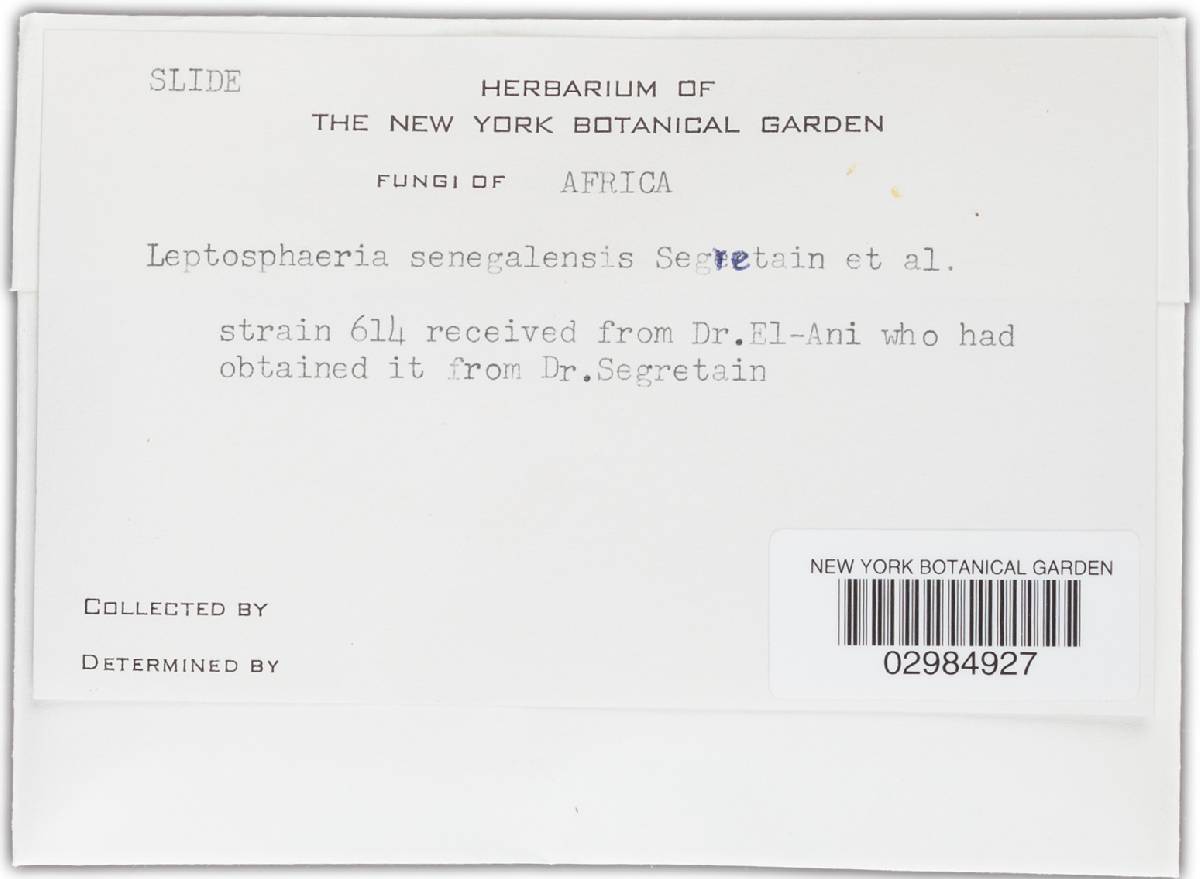 SLIDE
HERBARIUM OF
THE NEW YORK BOTANICAL GARDEN
FUNGI OF AFRICA
Leptosphaeria senegalensis Segretain et al.
strain 614 received from Dr.El-Ani who had
obtained it from Dr.Segretain
NEW YORK BOTANICAL GARDEN
02984927
COLLECTED BY
DETERMINED BY